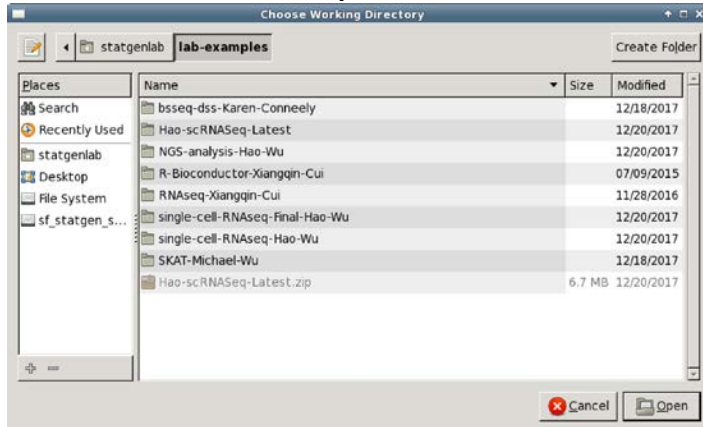 Choose Working Directory
statgenlab lab-examples Create Folder
Places Name Size Modified
Search bsseq-dss-Karen-Conneely 12/18/2017
Recently Used Hao-scRNASeq-Latest 12/20/2017
statgenlab NGS-analysis-Hao-Wu 12/20/2017
Desktop R-Bioconductor-Xiangqin-Cui 07/09/2015
File System RNAseq-Xiangqin-Cui 11/28/2016
sf_statgen_s... single-cell-RNAseq-Final-Hao-Wu 12/20/2017
single-cell-RNAseq-Hao-Wu 12/20/2017
SKAT-Michael-Wu 12/18/2017
Hao-scRNASeq-Latest.zip 6.7 MB 12/20/2017
Cancel Open